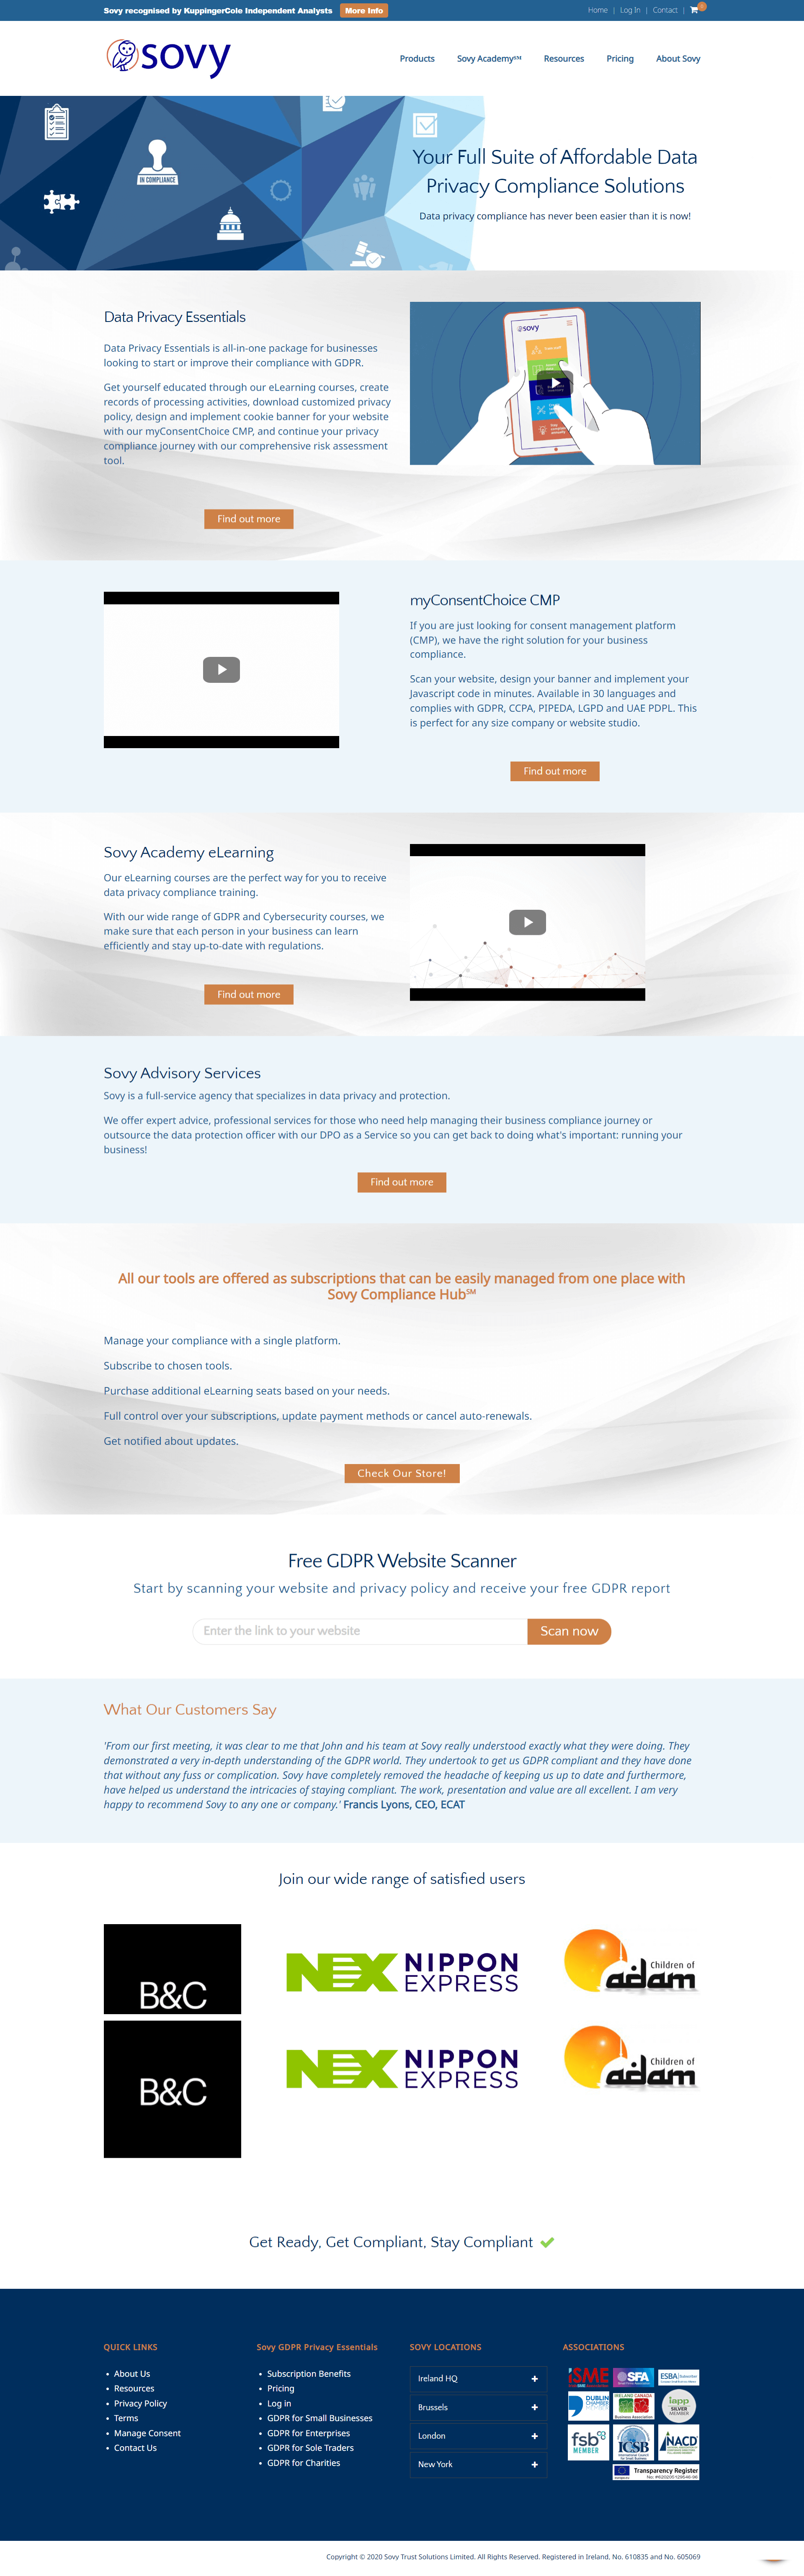 Sovy recognised by KuppingerCole Independent Analysts More Info
Home | Log In | Contact |
sovy
Products Sovy Academy℠ Resources Pricing About Sovy
IN COMPLIANCE
Your Full Suite of Affordable Data
Privacy Compliance Solutions
Data privacy compliance has never been easier than it is now!
Data Privacy Essentials
Data Privacy Essentials is all-in-one package for businesses
looking to start or improve their compliance with GDPR.
Get yourself educated through our eLearning courses, create
records of processing activities, download customized privacy
policy, design and implement cookie banner for your website
with our myConsentChoice CMP, and continue your privacy
compliance journey with our comprehensive risk assessment
tool.
sovy
Find out more
myConsentChoice CMP
If you are just looking for consent management platform
(CMP), we have the right solution for your business
compliance.
Scan your website, design your banner and implement your
Javascript code in minutes. Available in 30 languages and
complies with GDPR, CCPA, PIPEDA, LGPD and UAE PDPL. This
is perfect for any size company or website studio.
Find out more
Sovy Academy eLearning
Our eLearning courses are the perfect way for you to receive
data privacy compliance training.
With our wide range of GDPR and Cybersecurity courses, we
make sure that each person in your business can learn
efficiently and stay up-to-date with regulations.
Find out more
Sovy Advisory Services
Sovy is a full-service agency that specializes in data privacy and protection.
We offer expert advice, professional services for those who need help managing their business compliance journey or
outsource the data protection officer with our DPO as a Service so you can get back to doing what's important: running your
business!
Find out more
All our tools are offered as subscriptions that can be easily managed from one place with
Sovy Compliance Hub℠
Manage your compliance with a single platform.
Subscribe to chosen tools.
Purchase additional eLearning seats based on your needs.
Full control over your subscriptions, update payment methods or cancel auto-renewals.
Get notified about updates.
Check Our Store!
Free GDPR Website Scanner
Start by scanning your website and privacy policy and receive your free GDPR report
Enter the link to your website
Scan now
What Our Customers Say
'From our first meeting, it was clear to me that John and his team at Sovy really understood exactly what they were doing. They
demonstrated a very in-depth understanding of the GDPR world. They undertook to get us GDPR compliant and they have done
that without any fuss or complication. Sovy have completely removed the headache of keeping us up to date and furthermore,
have helped us understand the intricacies of staying compliant. The work, presentation and value are all excellent. I am very
happy to recommend Sovy to any one or company.' Francis Lyons, CEO, ECAT
Join our wide range of satisfied users
B&C
NEX NIPPON EXPRESS
Children of adam
B&C
NEX NIPPON EXPRESS
Children of adam
Get Ready, Get Compliant, Stay Compliant
QUICK LINKS
About Us
Resources
Privacy Policy
Terms
Manage Consent
Contact Us
Sovy GDPR Privacy Essentials
Subscription Benefits
Pricing
Log in
GDPR for Small Businesses
GDPR for Enterprises
GDPR for Sole Traders
GDPR for Charities
SOVY LOCATIONS
Ireland HQ +
Brussels +
London +
New York +
ASSOCIATIONS
iSME
SFA
ESBA
DUBLIN CHAMBER
IRELAND CANADA
Business Association
iapp
SILVER
MEMBER
fsb
MEMBER
ICSB
NACD
Transparency Register
Copyright © 2020 Sovy Trust Solutions Limited. All Rights Reserved. Registered in Ireland, No. 610835 and No. 605069